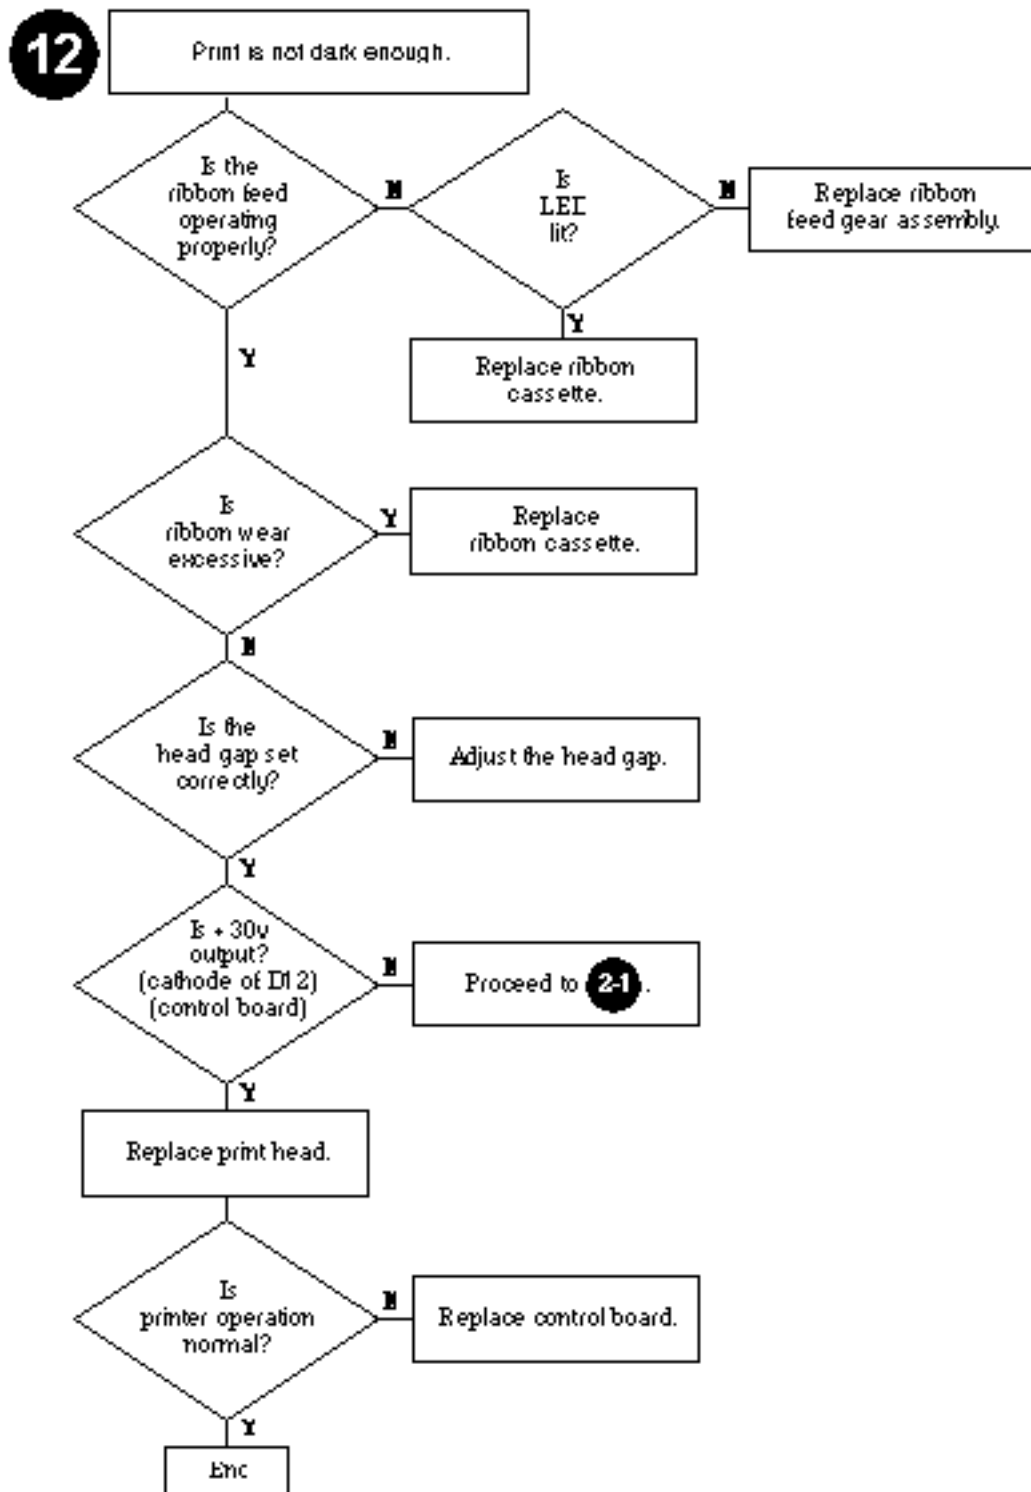 12
Print is not dark enough.
Is the
ribbon feed
operating
properly?
N
Is
LED
lit?
N
Replace ribbon
feed gear assembly.
Y
Replace ribbon
cassette.
Y
Is
ribbon wear
excessive?
Y
Replace
ribbon cassette.
N
Is the
head gap set
correctly?
N
Adjust the head gap.
Y
Is + 30v
output?
(cathode of D12)
(control board)
N
Proceed to 2-1 .
Y
Replace print head.
Is
printer operation
normal?
N
Replace control board.
Y
End